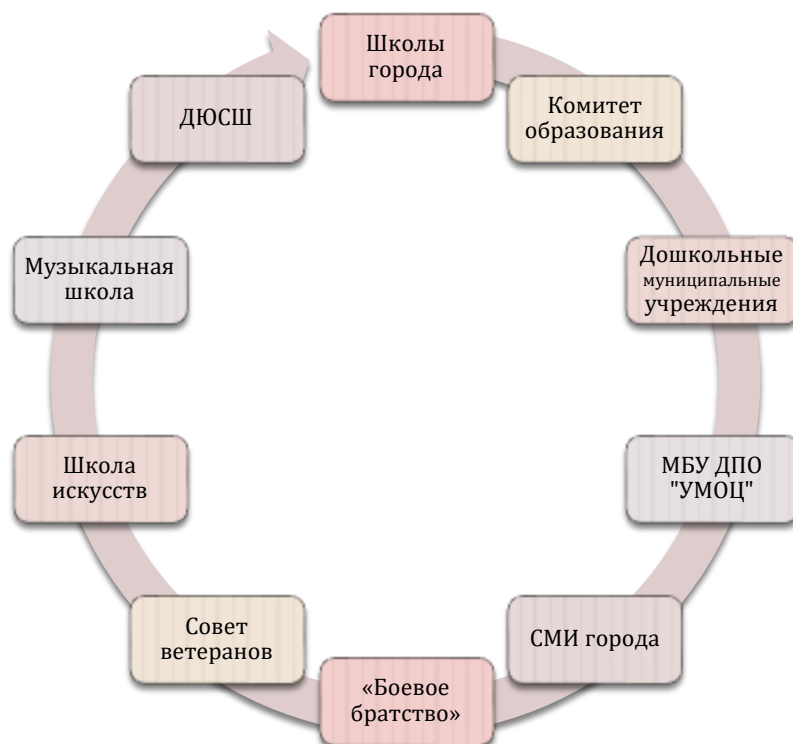 Школы
города
Комитет
образования
Дошкольные
муниципальные
учреждения
МБУ ДПО
"УМОЦ"
СМИ города
«Боевое
братство»
Совет
ветеранов
Школа
искусств
Музыкальная
школа
ДЮСШ